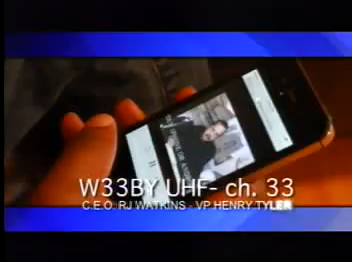 W33BY UHF- ch. 33
C.E.O. RJ WATKINS - VP HENRY TYLER